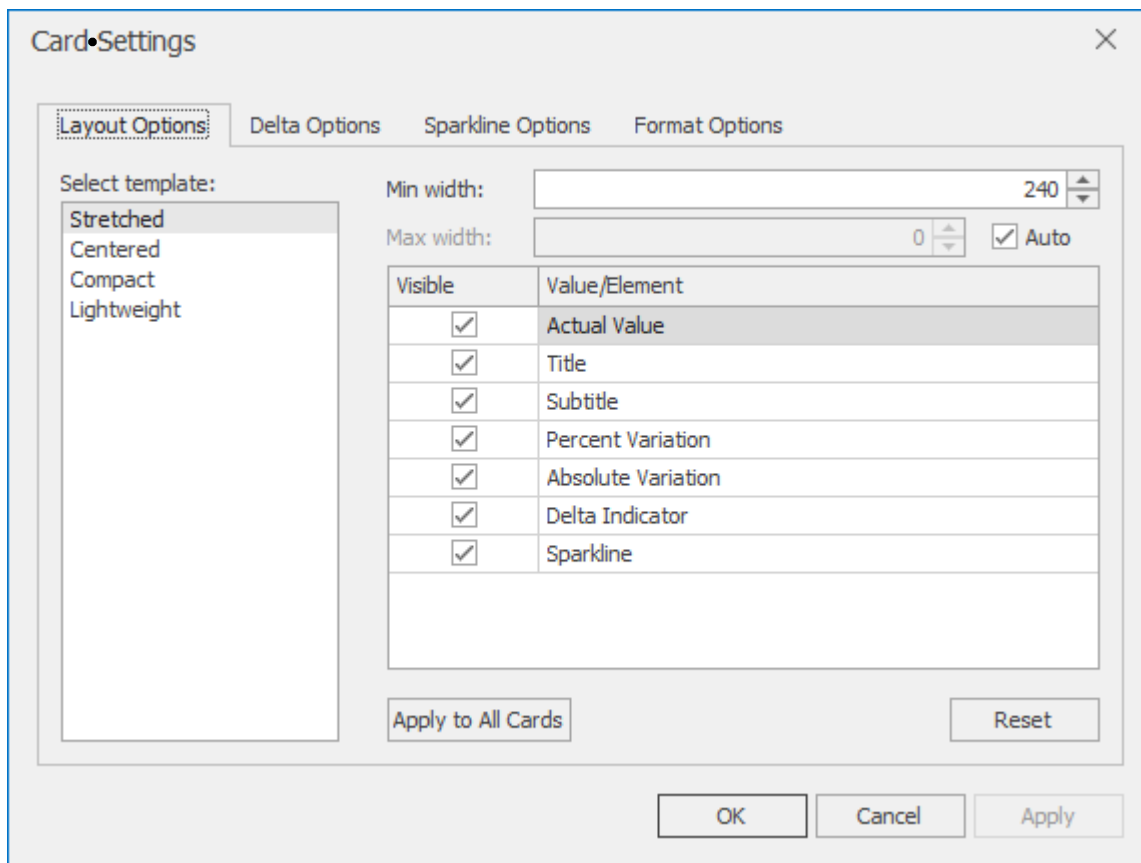 Card•Settings
Layout Options Delta Options Sparkline Options Format Options
Select template:
Stretched
Centered
Compact
Lightweight
Min width: 240
Max width: 0 Auto
Visible Value/Element
Actual Value
Title
Subtitle
Percent Variation
Absolute Variation
Delta Indicator
Sparkline
Apply to All Cards Reset
OK Cancel Apply